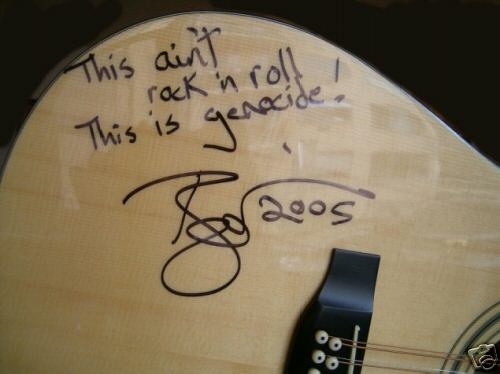 This ain't
rock 'n roll!
This is genocide!
2005